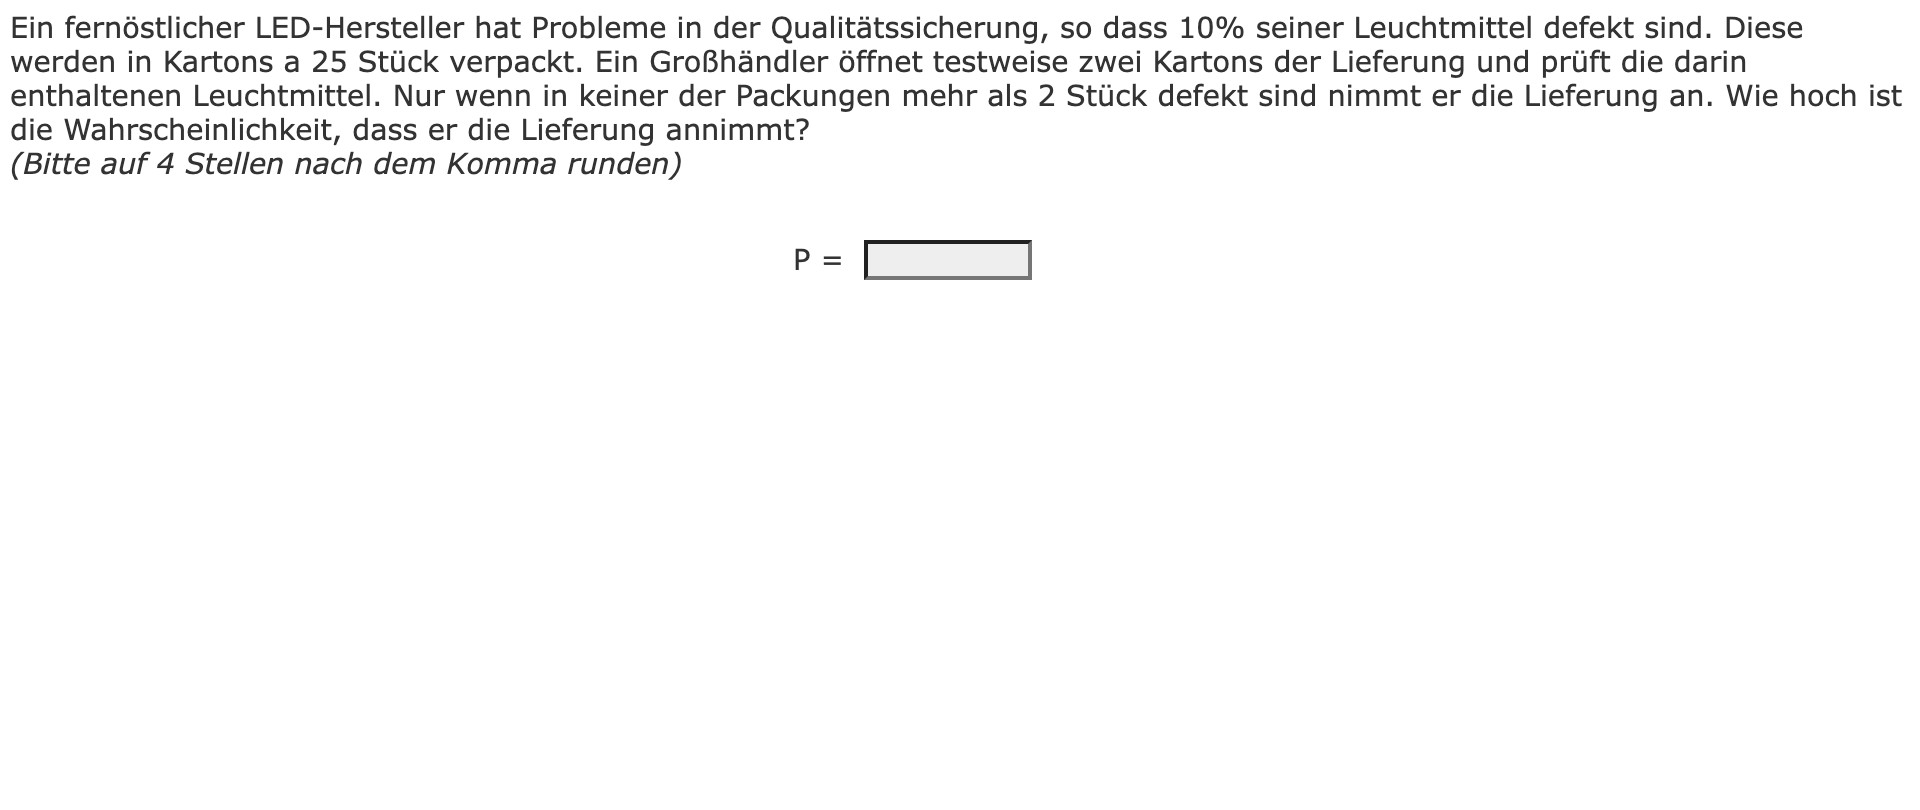 Ein fernöstlicher LED-Hersteller hat Probleme in der Qualitätssicherung, so dass 10% seiner Leuchtmittel defekt sind. Diese
werden in Kartons a 25 Stück verpackt. Ein Großhändler öffnet testweise zwei Kartons der Lieferung und prüft die darin
enthaltenen Leuchtmittel. Nur wenn in keiner der Packungen mehr als 2 Stück defekt sind nimmt er die Lieferung an. Wie hoch ist
die Wahrscheinlichkeit, dass er die Lieferung annimmt?
(Bitte auf 4 Stellen nach dem Komma runden)
P =